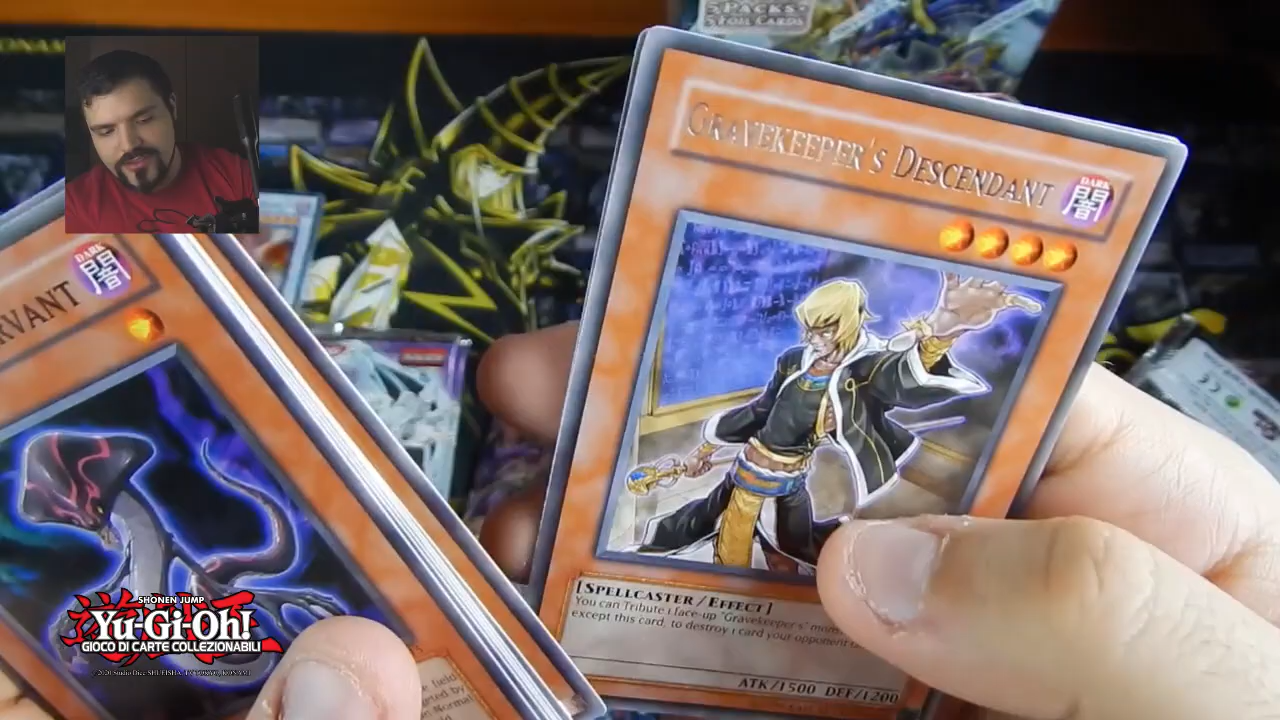 5 PACKS
5 FOIL CARDS
GRAVEKEEPER'S DESCENDANT
DARK
闇
[SPELLCASTER/EFFECT]
You can Tribute 1 face-up "Gravekeeper's"
except this card, to destroy 1 card your opponent
ATK/1500 DEF/1200
RVANT
DARK
闇
SHONEN JUMP
Yu-Gi-Oh!
GIOCO DI CARTE COLLEZIONABILI
Normal